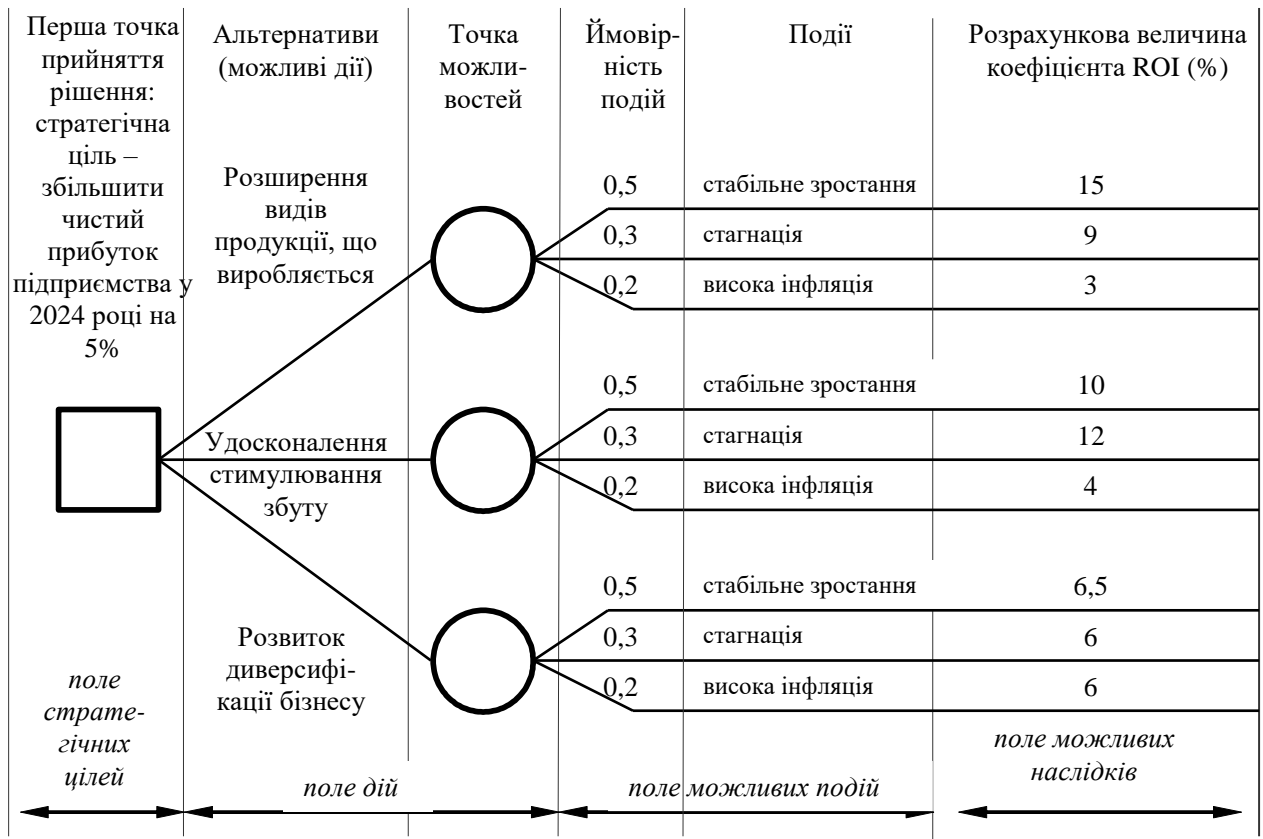 Перша точка
прийняття
рішення:
стратегічна
ціль –
збільшити
чистий
прибуток
підприємства у
2024 році на
5%
Альтернативи
(можливі дії)
Точка
можли-
востей
Ймовір-
ність
подій
Події
Розрахункова величина
коефіцієнта ROI (%)
Розширення
видів
продукції, що
виробляється
0,5 стабільне зростання 15
0,3 стагнація 9
0,2 висока інфляція 3
Удосконалення
стимулювання
збуту
0,5 стабільне зростання 10
0,3 стагнація 12
0,2 висока інфляція 4
Розвиток
диверсифі-
кації бізнесу
0,5 стабільне зростання 6,5
0,3 стагнація 6
0,2 висока інфляція 6
поле
страте-
гічних
цілей
поле дій
поле можливих подій
поле можливих
наслідків